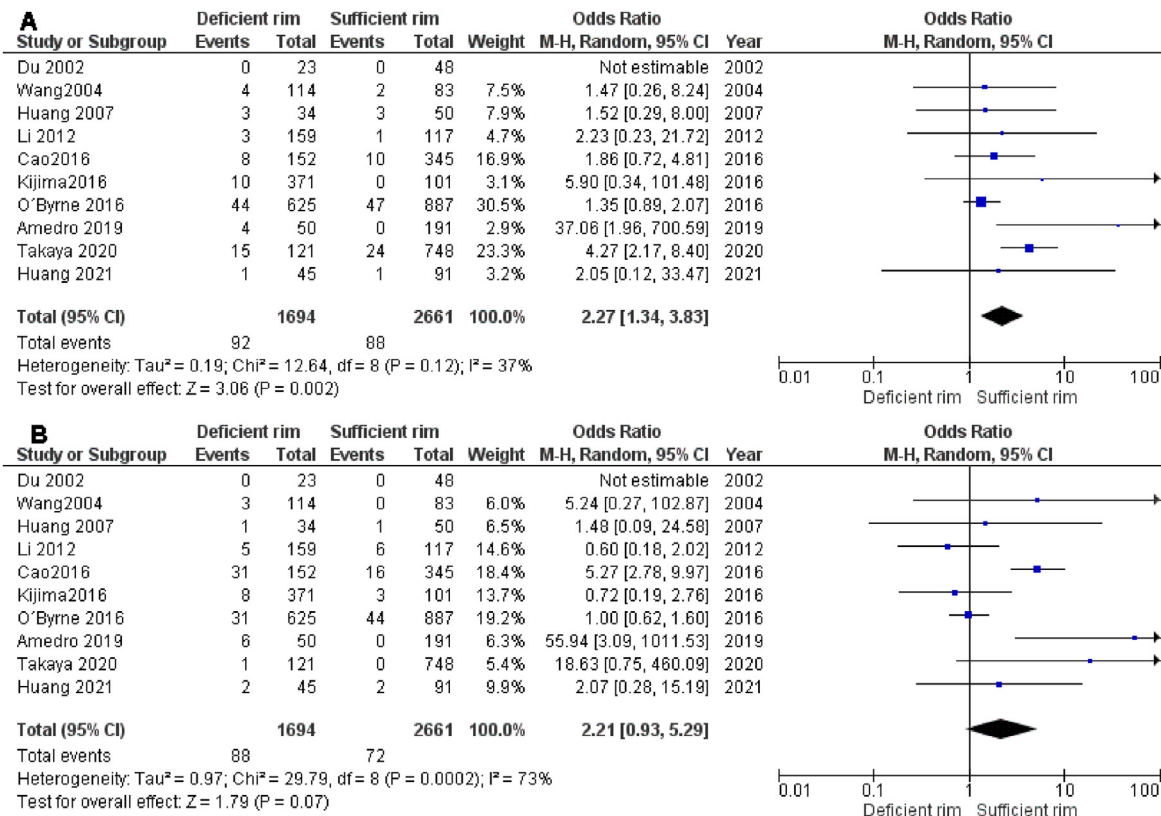 A
Deficient rim Sufficient rim Odds Ratio Odds Ratio
Study or Subgroup Events Total Events Total Weight M-H, Random, 95% CI Year M-H, Random, 95% CI
Du 2002 0 23 0 48 Not estimable 2002
Wang2004 4 114 2 83 7.5% 1.47 [0.26, 8.24] 2004
Huang 2007 3 34 3 50 7.9% 1.52 [0.29, 8.00] 2007
Li 2012 3 159 1 117 4.7% 2.23 [0.23, 21.72] 2012
Cao2016 8 152 10 345 16.9% 1.86 [0.72, 4.81] 2016
Kijima2016 10 371 0 101 3.1% 5.90 [0.34, 101.48] 2016
O´Byrne 2016 44 625 47 887 30.5% 1.35 [0.89, 2.07] 2016
Amedro 2019 4 50 0 191 2.9% 37.06 [1.96, 700.59] 2019
Takaya 2020 15 121 24 748 23.3% 4.27 [2.17, 8.40] 2020
Huang 2021 1 45 1 91 3.2% 2.05 [0.12, 33.47] 2021
Total (95% CI) 1694 2661 100.0% 2.27 [1.34, 3.83]
Total events 92 88
Heterogeneity: Tau² = 0.19; Chi² = 12.64, df = 8 (P = 0.12); I² = 37%
Test for overall effect: Z = 3.06 (P = 0.002)
0.01 0.1 1 10 100
Deficient rim Sufficient rim
B
Deficient rim Sufficient rim Odds Ratio Odds Ratio
Study or Subgroup Events Total Events Total Weight M-H, Random, 95% CI Year M-H, Random, 95% CI
Du 2002 0 23 0 48 Not estimable 2002
Wang2004 3 114 0 83 6.0% 5.24 [0.27, 102.87] 2004
Huang 2007 1 34 1 50 6.5% 1.48 [0.09, 24.58] 2007
Li 2012 5 159 6 117 14.6% 0.60 [0.18, 2.02] 2012
Cao2016 31 152 16 345 18.4% 5.27 [2.78, 9.97] 2016
Kijima2016 8 371 3 101 13.7% 0.72 [0.19, 2.76] 2016
O´Byrne 2016 31 625 44 887 19.2% 1.00 [0.62, 1.60] 2016
Amedro 2019 6 50 0 191 6.3% 55.94 [3.09, 1011.53] 2019
Takaya 2020 1 121 0 748 5.4% 18.63 [0.75, 460.09] 2020
Huang 2021 2 45 2 91 9.9% 2.07 [0.28, 15.19] 2021
Total (95% CI) 1694 2661 100.0% 2.21 [0.93, 5.29]
Total events 88 72
Heterogeneity: Tau² = 0.97; Chi² = 29.79, df = 8 (P = 0.0002); I² = 73%
Test for overall effect: Z = 1.79 (P = 0.07)
0.01 0.1 1 10 100
Deficient rim Sufficient rim